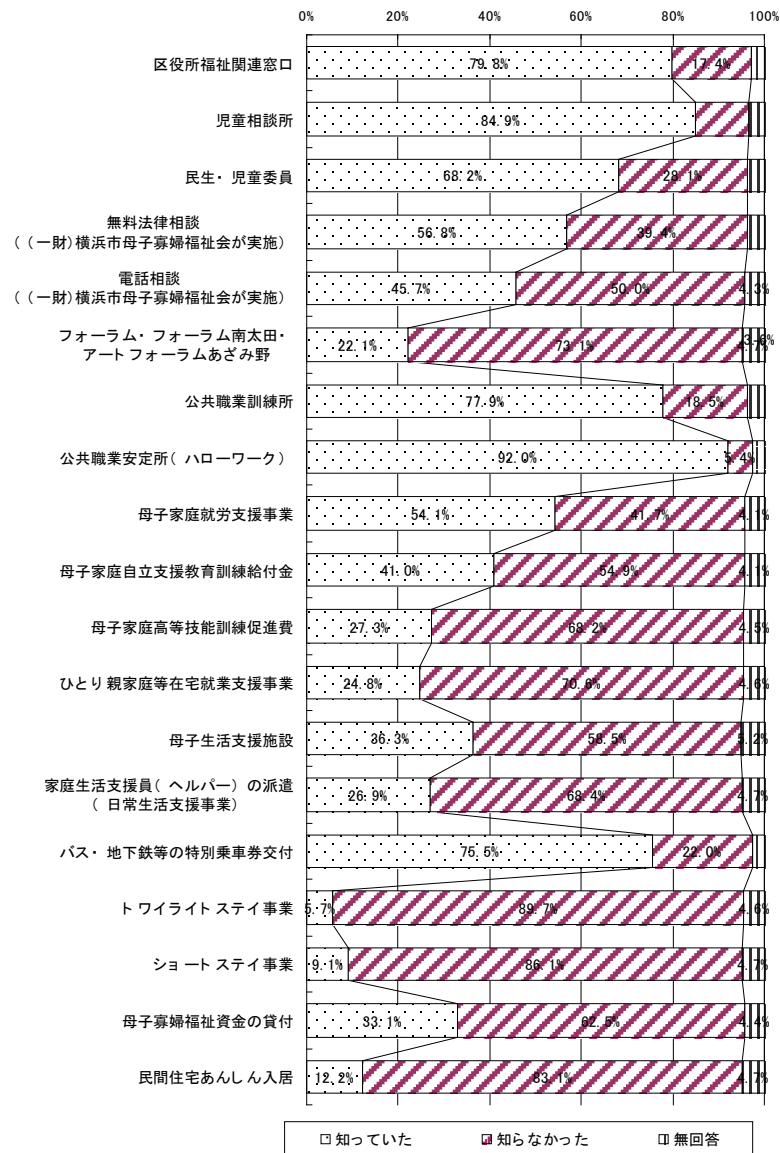 0% 20% 40% 60% 80% 100%
区役所福祉関連窓口 79.8% 17.4%
児童相談所 84.9%
民生・児童委員 68.2% 28.1%
無料法律相談
((一財)横浜市母子寡婦福祉会が実施) 56.8% 39.4%
電話相談
((一財)横浜市母子寡婦福祉会が実施) 45.7% 50.0% 4.3%
フォーラム・フォーラム南太田・
アートフォーラムあざみ野 22.1% 73.1% 4.7% 3.6%
公共職業訓練所 77.9% 18.5%
公共職業安定所(ハローワーク) 92.0% 5.4%
母子家庭就労支援事業 54.1% 41.7% 4.1%
母子家庭自立支援教育訓練給付金 41.0% 54.9% 4.1%
母子家庭高等技能訓練促進費 27.3% 68.2% 4.5%
ひとり親家庭等在宅就業支援事業 24.8% 70.6% 4.6%
母子生活支援施設 36.3% 58.5% 5.2%
家庭生活支援員(ヘルパー)の派遣
(日常生活支援事業) 26.9% 68.4% 4.7%
バス・地下鉄等の特別乗車券交付 75.5% 22.0%
トワイライトステイ事業 5.7% 89.7% 4.6%
ショートステイ事業 9.1% 86.1% 4.7%
母子寡婦福祉資金の貸付 33.1% 62.5% 4.4%
民間住宅あんしん入居 12.2% 83.1% 4.7%
知っていた 知らなかった 無回答